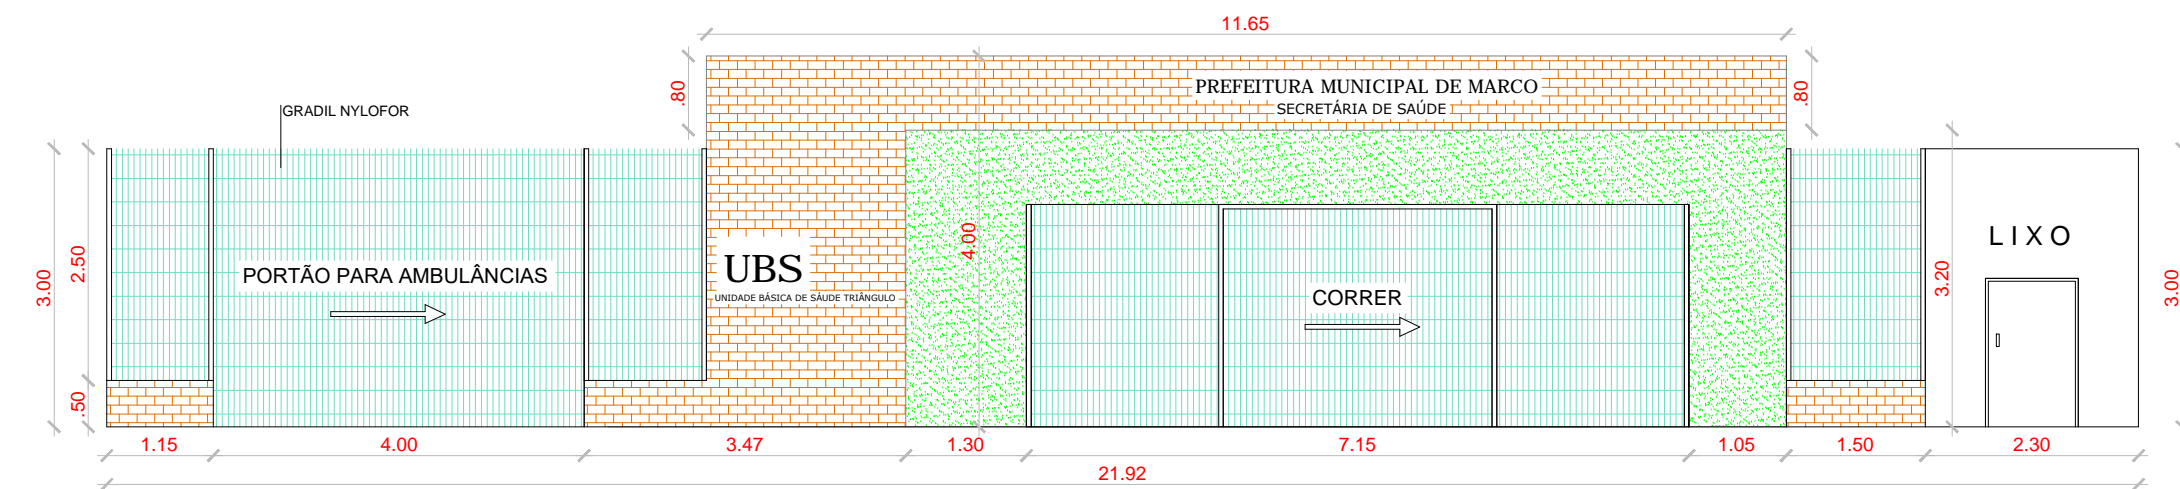 11.65
.80
PREFEITURA MUNICIPAL DE MARCO
SECRETÁRIA DE SAÚDE
.80
GRADIL NYLOFOR
3.00
2.50
.50
PORTÃO PARA AMBULÂNCIAS
UBS
UNIDADE BÁSICA DE SÁUDE TRIÂNGULO
4.00
CORRER
3.20
LIXO
3.00
1.15
4.00
3.47
1.30
7.15
1.05
1.50
2.30
21.92